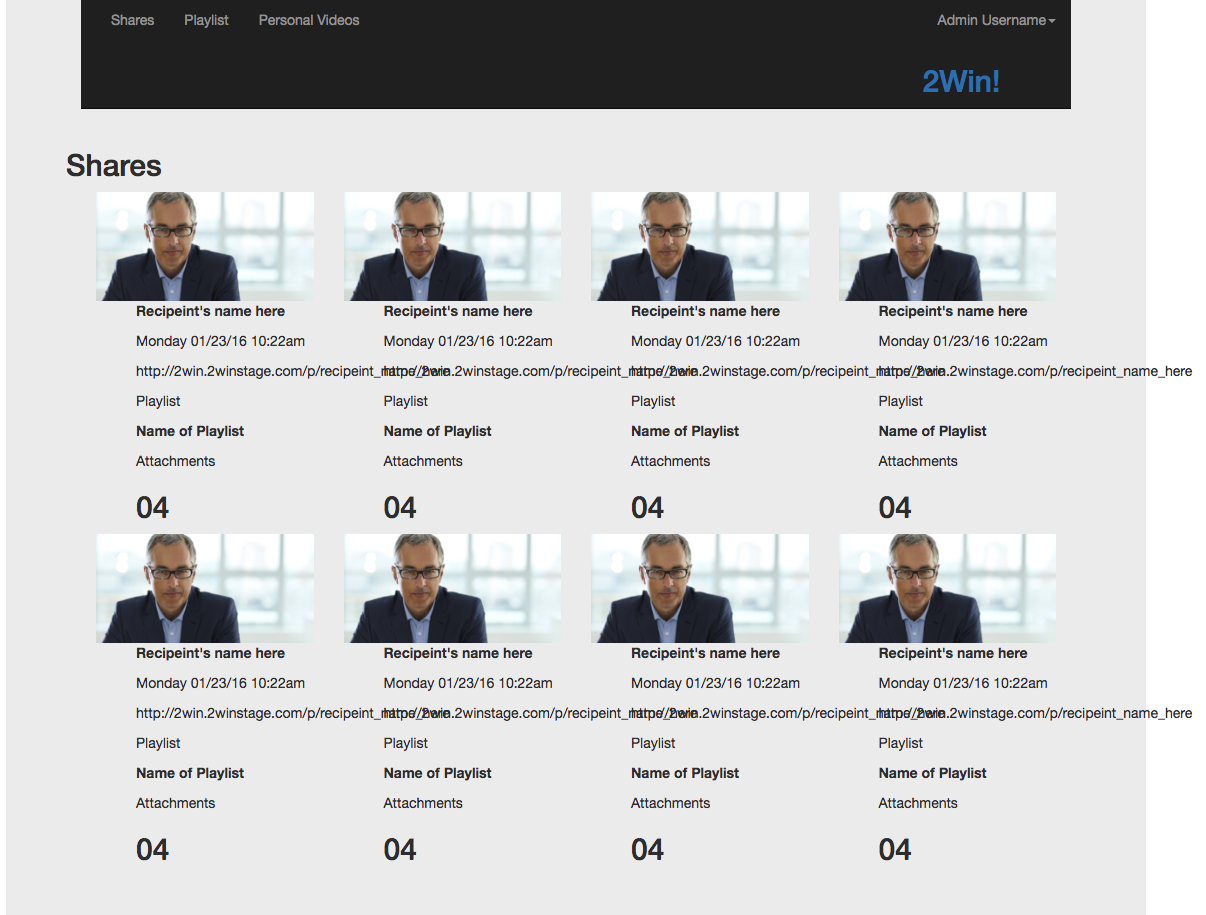 Shares Playlist Personal Videos Admin Username
2Win!
Shares
Recipeint's name here Recipeint's name here Recipeint's name here Recipeint's name here
Monday 01/23/16 10:22am Monday 01/23/16 10:22am Monday 01/23/16 10:22am Monday 01/23/16 10:22am
http://2win.2winstage.com/p/recipeint_name_here http://2win.2winstage.com/p/recipeint_name_here http://2win.2winstage.com/p/recipeint_name_here http://2win.2winstage.com/p/recipeint_name_here
Playlist Playlist Playlist Playlist
Name of Playlist Name of Playlist Name of Playlist Name of Playlist
Attachments Attachments Attachments Attachments
04 04 04 04
Recipeint's name here Recipeint's name here Recipeint's name here Recipeint's name here
Monday 01/23/16 10:22am Monday 01/23/16 10:22am Monday 01/23/16 10:22am Monday 01/23/16 10:22am
http://2win.2winstage.com/p/recipeint_name_here http://2win.2winstage.com/p/recipeint_name_here http://2win.2winstage.com/p/recipeint_name_here http://2win.2winstage.com/p/recipeint_name_here
Playlist Playlist Playlist Playlist
Name of Playlist Name of Playlist Name of Playlist Name of Playlist
Attachments Attachments Attachments Attachments
04 04 04 04